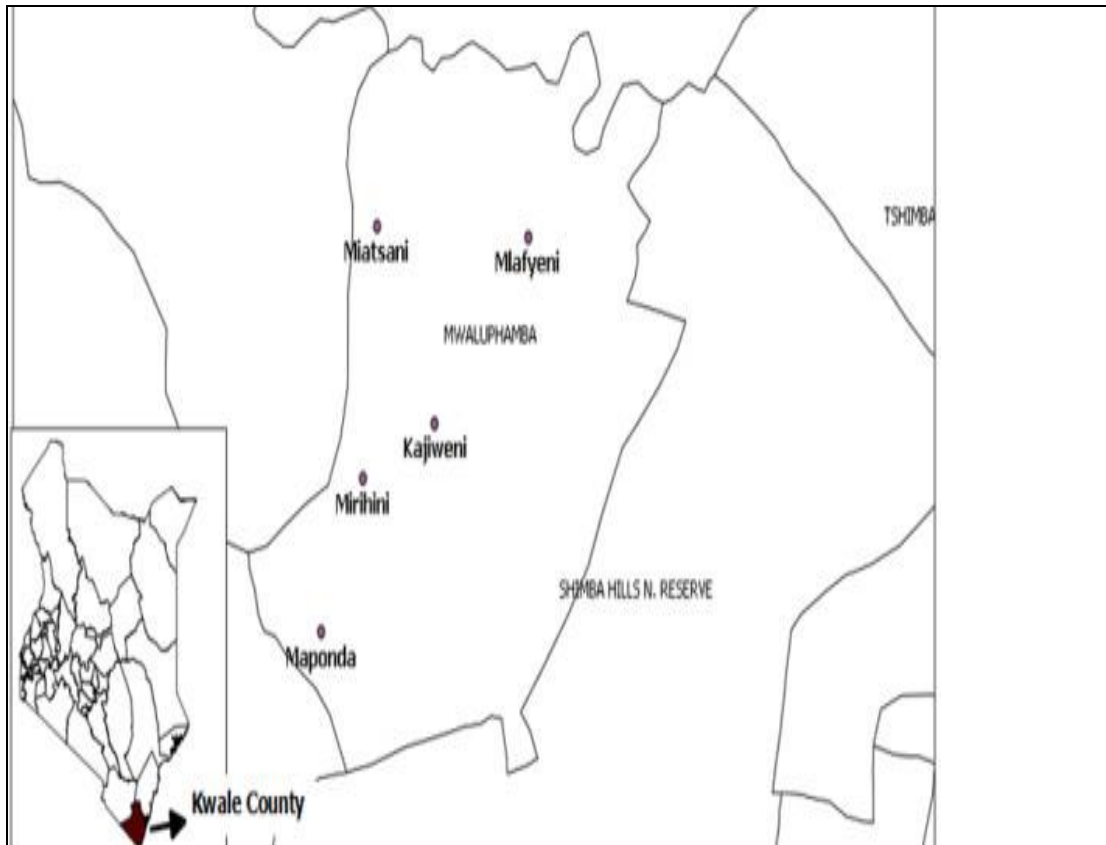 TSHIMBA
Miatsani
Mlafyeni
MWALUPHAMBA
Kajiweni
Mirihini
SHIMBA HILLS N. RESERVE
Maponda
Kwale County